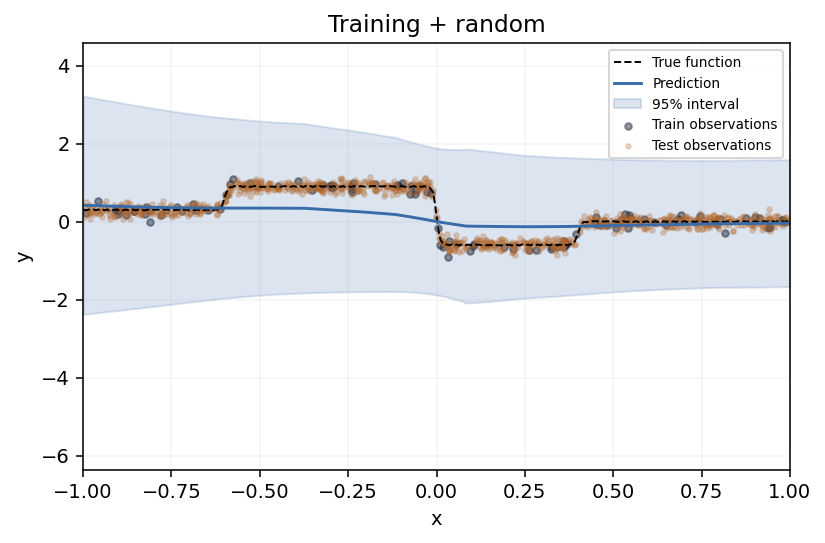 Training + random
4
2
0
−2
−4
−6
y
True function
Prediction
95% interval
Train observations
Test observations
−1.00 −0.75 −0.50 −0.25 0.00 0.25 0.50 0.75 1.00
x